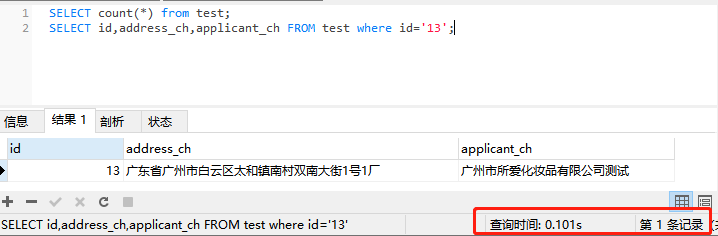 1 SELECT count(*) from test;
2 SELECT id,address_ch,applicant_ch FROM test where id='13';
信息 结果 1 剖析 状态
id address_ch applicant_ch
13 广东省广州市白云区太和镇南村双南大街1号1厂 广州市所爱化妆品有限公司测试
SELECT id,address_ch,applicant_ch FROM test where id='13' 查询时间: 0.101s 第 1 条记录